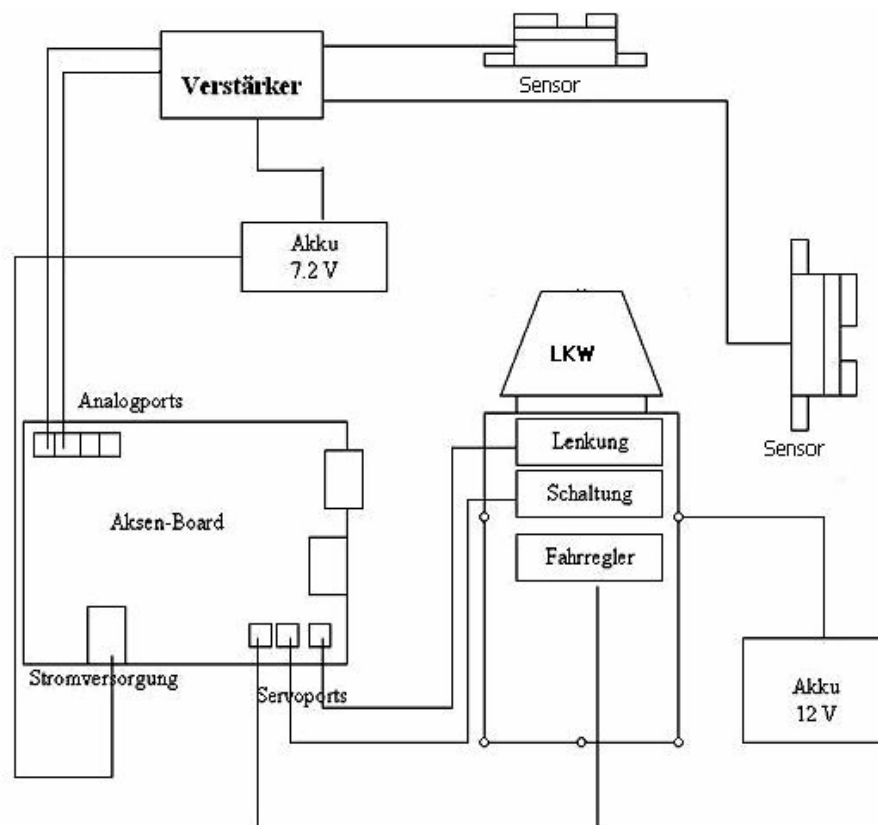 Verstärker
Sensor
Akku
7.2 V
LKW
Analogports
Lenkung
Sensor
Schaltung
Aksen-Board
Fahrregler
Stromversorgung
Servoports
Akku
12 V